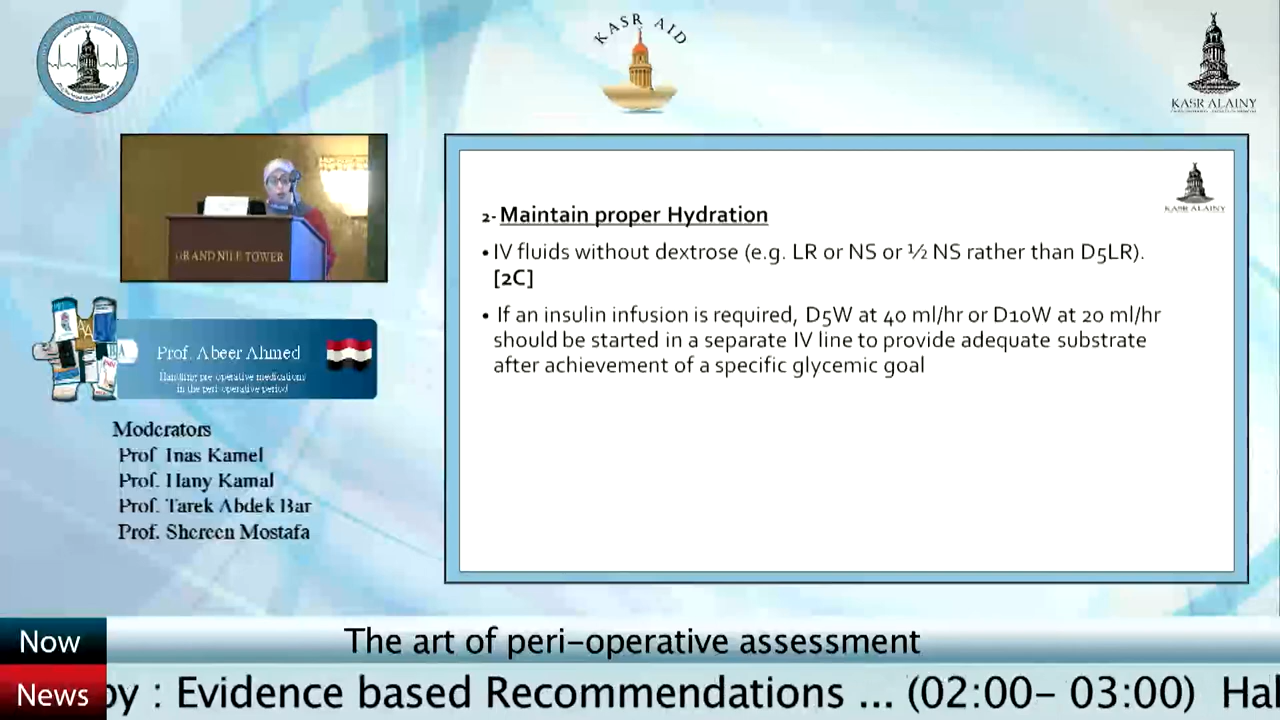 KASR AID
KASR ALAINY
KASR ALAINY
2- Maintain proper Hydration
• IV fluids without dextrose (e.g. LR or NS or ½ NS rather than D5LR).
[2C]
• If an insulin infusion is required, D5W at 40 ml/hr or D10W at 20 ml/hr
should be started in a separate IV line to provide adequate substrate
after achievement of a specific glycemic goal
GRAND NILE TOWER
Prof. Abeer Ahmed
Handling pre-operative medications
in the peri-operative period
Moderators
Prof. Inas Kamel
Prof. Hany Kamal
Prof. Tarek Abdek Bar
Prof. Shereen Mostafa
Now
The art of peri-operative assessment
News
by : Evidence based Recommendations ... (02:00- 03:00) Hal